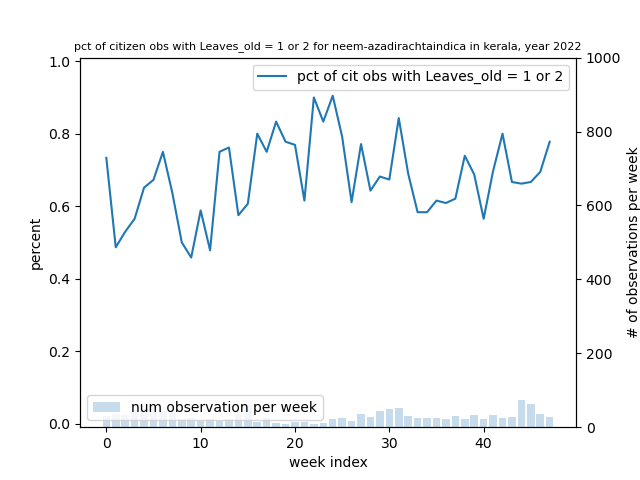 pct of citizen obs with Leaves_old = 1 or 2 for neem-azadirachtaindica in kerala, year 2022
pct of cit obs with Leaves_old = 1 or 2
1.0
0.8
0.6
0.4
0.2
0.0
percent
1000
800
600
400
200
0
# of observations per week
num observation per week
0 10 20 30 40
week index